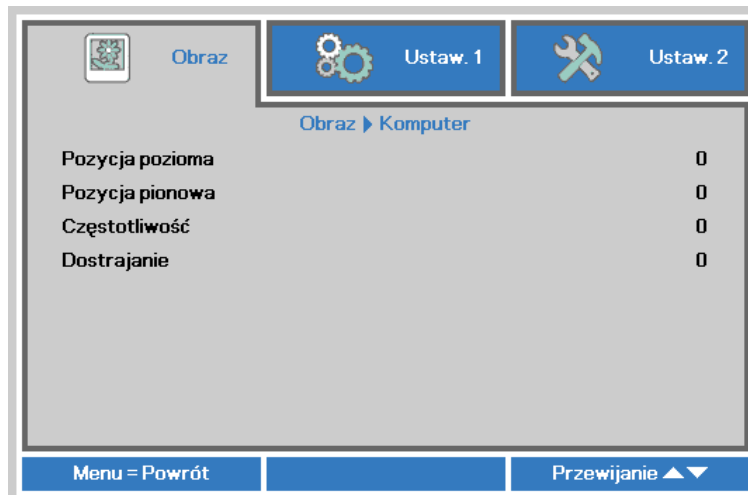 Obraz
Ustaw. 1
Ustaw. 2
Obraz Komputer
Pozycja pozioma 0
Pozycja pionowa 0
Częstotliwość 0
Dostrajanie 0
Menu = Powrót
Przewijanie